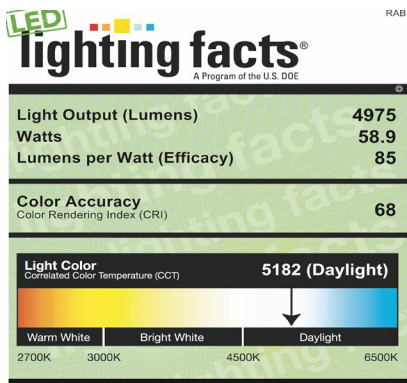 RAB
LED
lighting facts®
A Program of the U.S. DOE
Light Output (Lumens) 4975
Watts 58.9
Lumens per Watt (Efficacy) 85
Color Accuracy
Color Rendering Index (CRI) 68
Light Color
Correlated Color Temperature (CCT) 5182 (Daylight)
Warm White Bright White Daylight
2700K 3000K 4500K 6500K